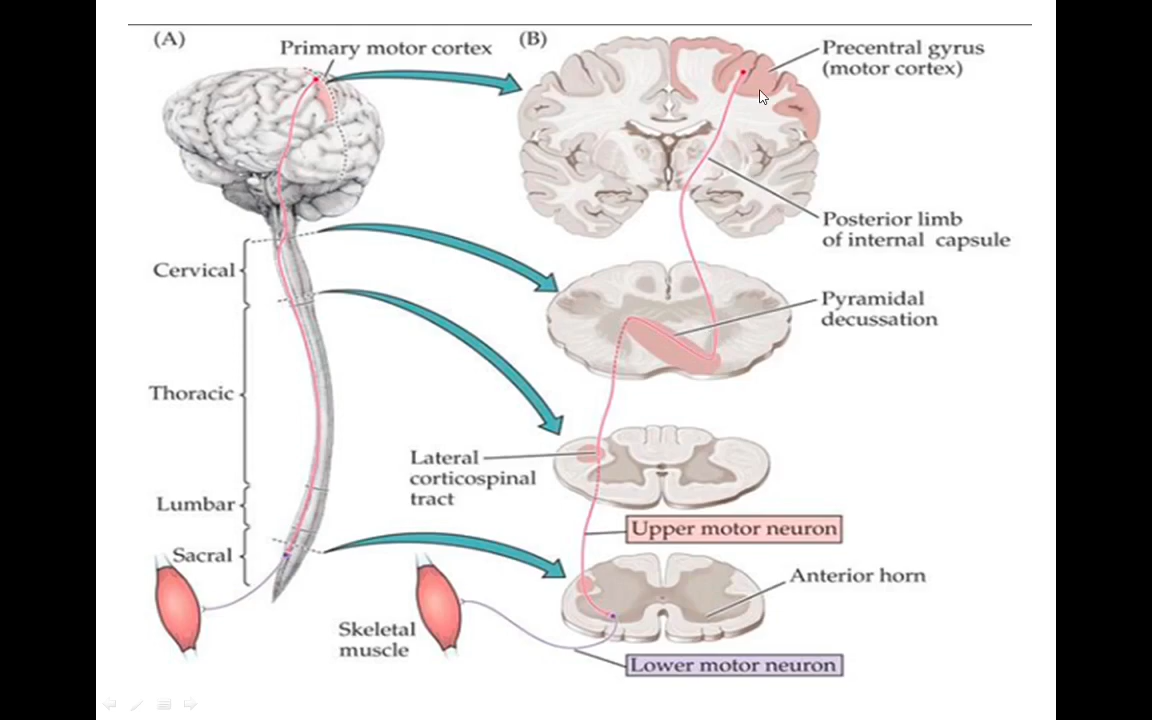 (A)
Primary motor cortex
(B)
Precentral gyrus
(motor cortex)
Posterior limb
of internal capsule
Cervical
Pyramidal
decussation
Thoracic
Lateral
corticospinal
tract
Lumbar
Upper motor neuron
Sacral
Anterior horn
Skeletal
muscle
Lower motor neuron